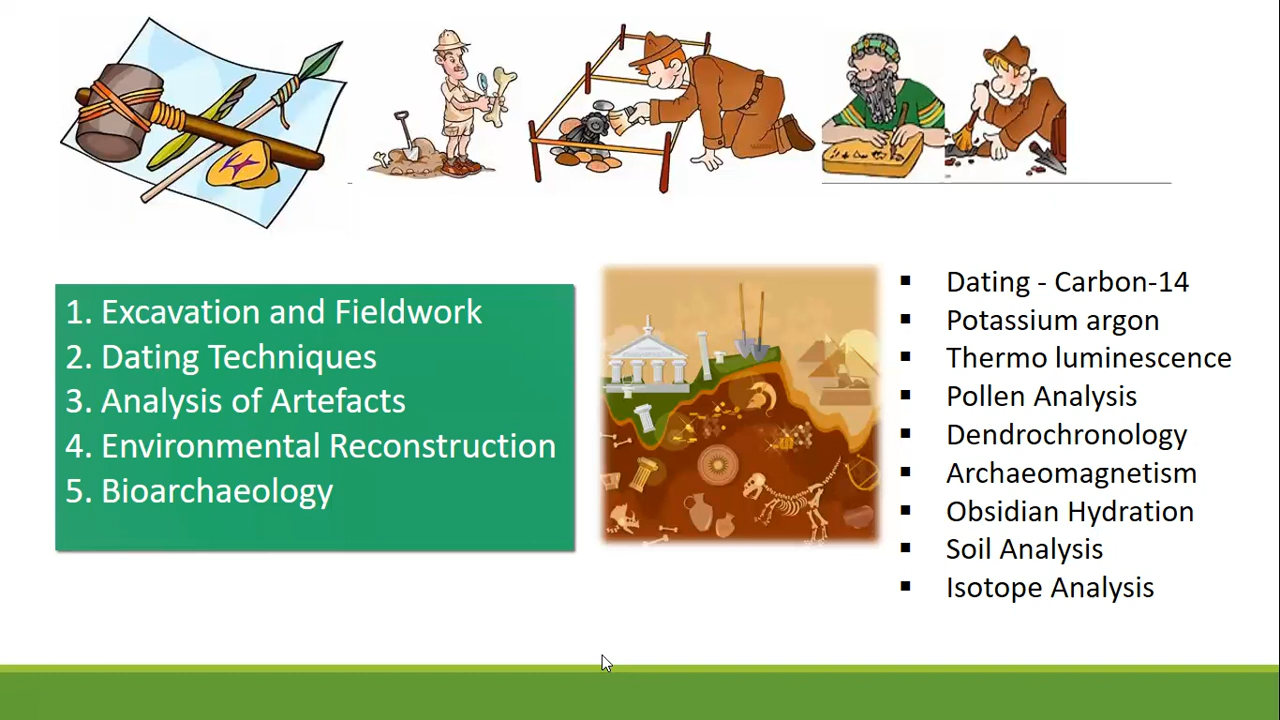 1. Excavation and Fieldwork
2. Dating Techniques
3. Analysis of Artefacts
4. Environmental Reconstruction
5. Bioarchaeology
▪ Dating - Carbon-14
▪ Potassium argon
▪ Thermo luminescence
▪ Pollen Analysis
▪ Dendrochronology
▪ Archaeomagnetism
▪ Obsidian Hydration
▪ Soil Analysis
▪ Isotope Analysis